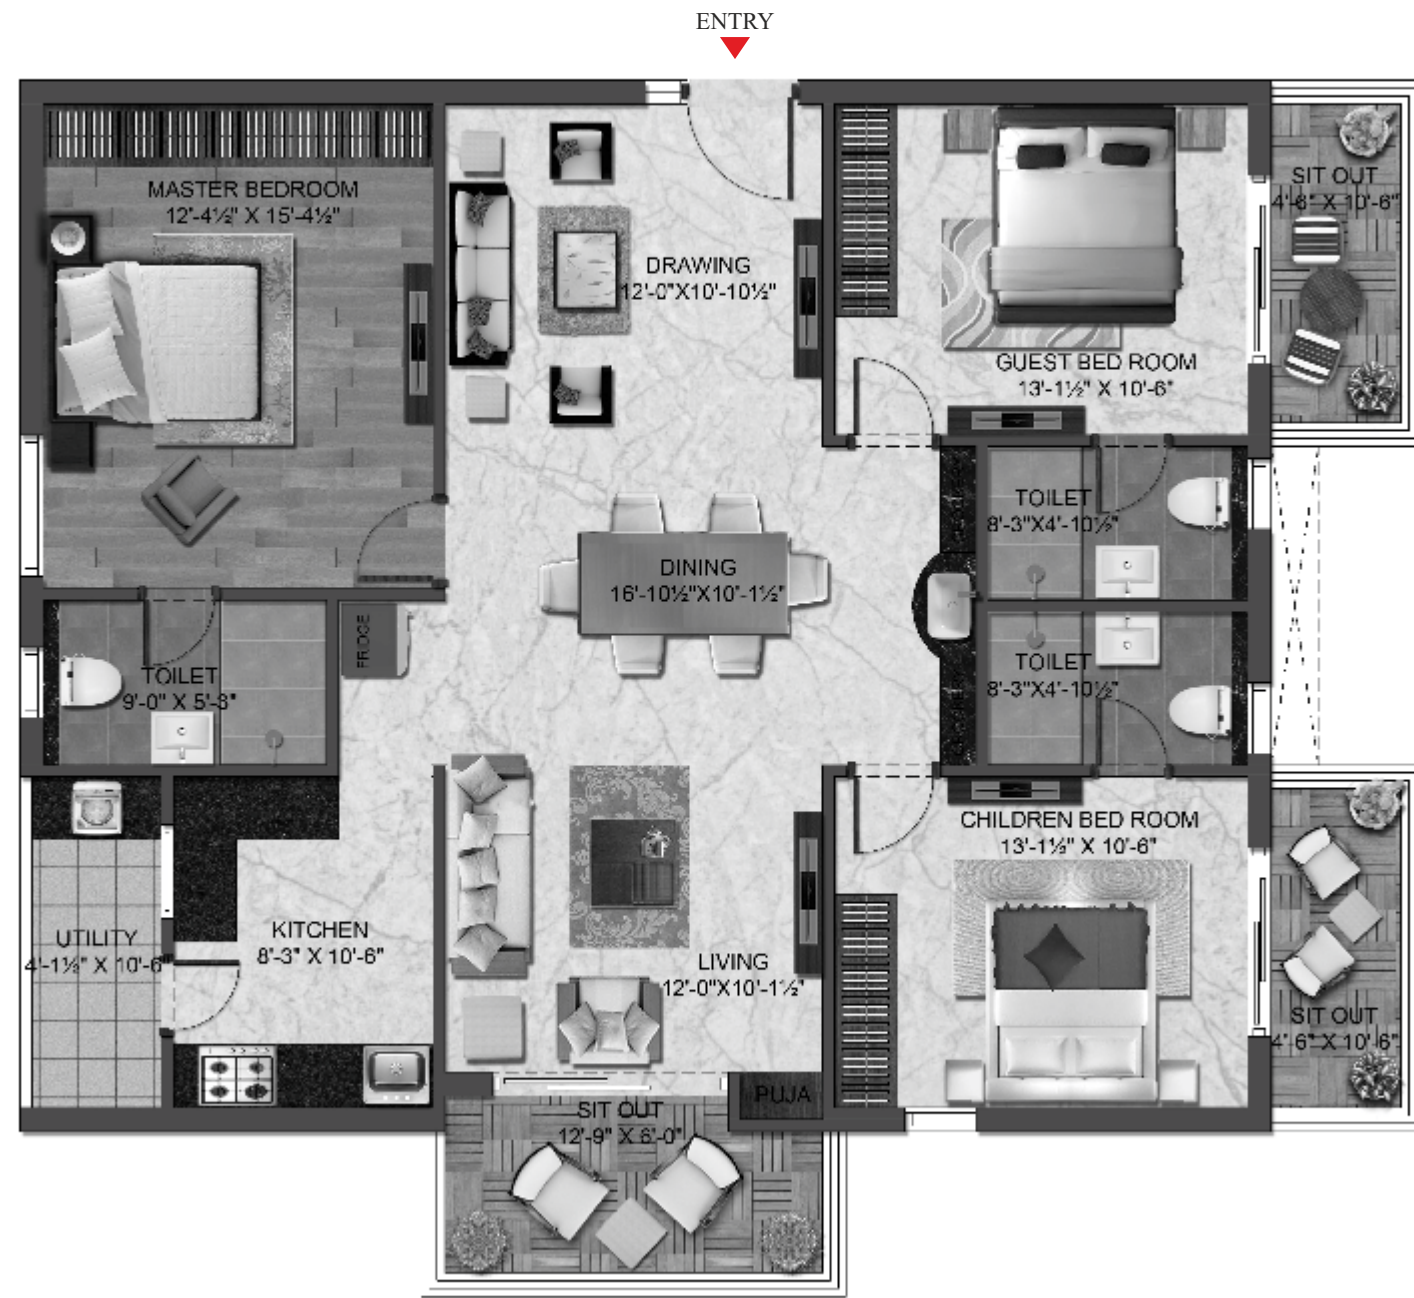 ENTRY
MASTER BEDROOM
12'-4½" X 15'-4½"
DRAWING
12'-0"X10'-10½"
GUEST BED ROOM
13'-1½" X 10'-6"
SIT OUT
4'-6" X 10'-6"
TOILET
8'-3"X4'-10½"
DINING
16'-10½"X10'-1½"
FRIDGE
TOILET
9'-0" X 5'-3"
TOILET
8'-3"X4'-10½"
CHILDREN BED ROOM
13'-1½" X 10'-6"
KITCHEN
8'-3" X 10'-6"
UTILITY
4'-1½" X 10'-6
LIVING
12'-0"X10'-1½"
SIT OUT
4'-6" X 10'-6"
PUJA
SIT OUT
12'-9" X 6'-0"